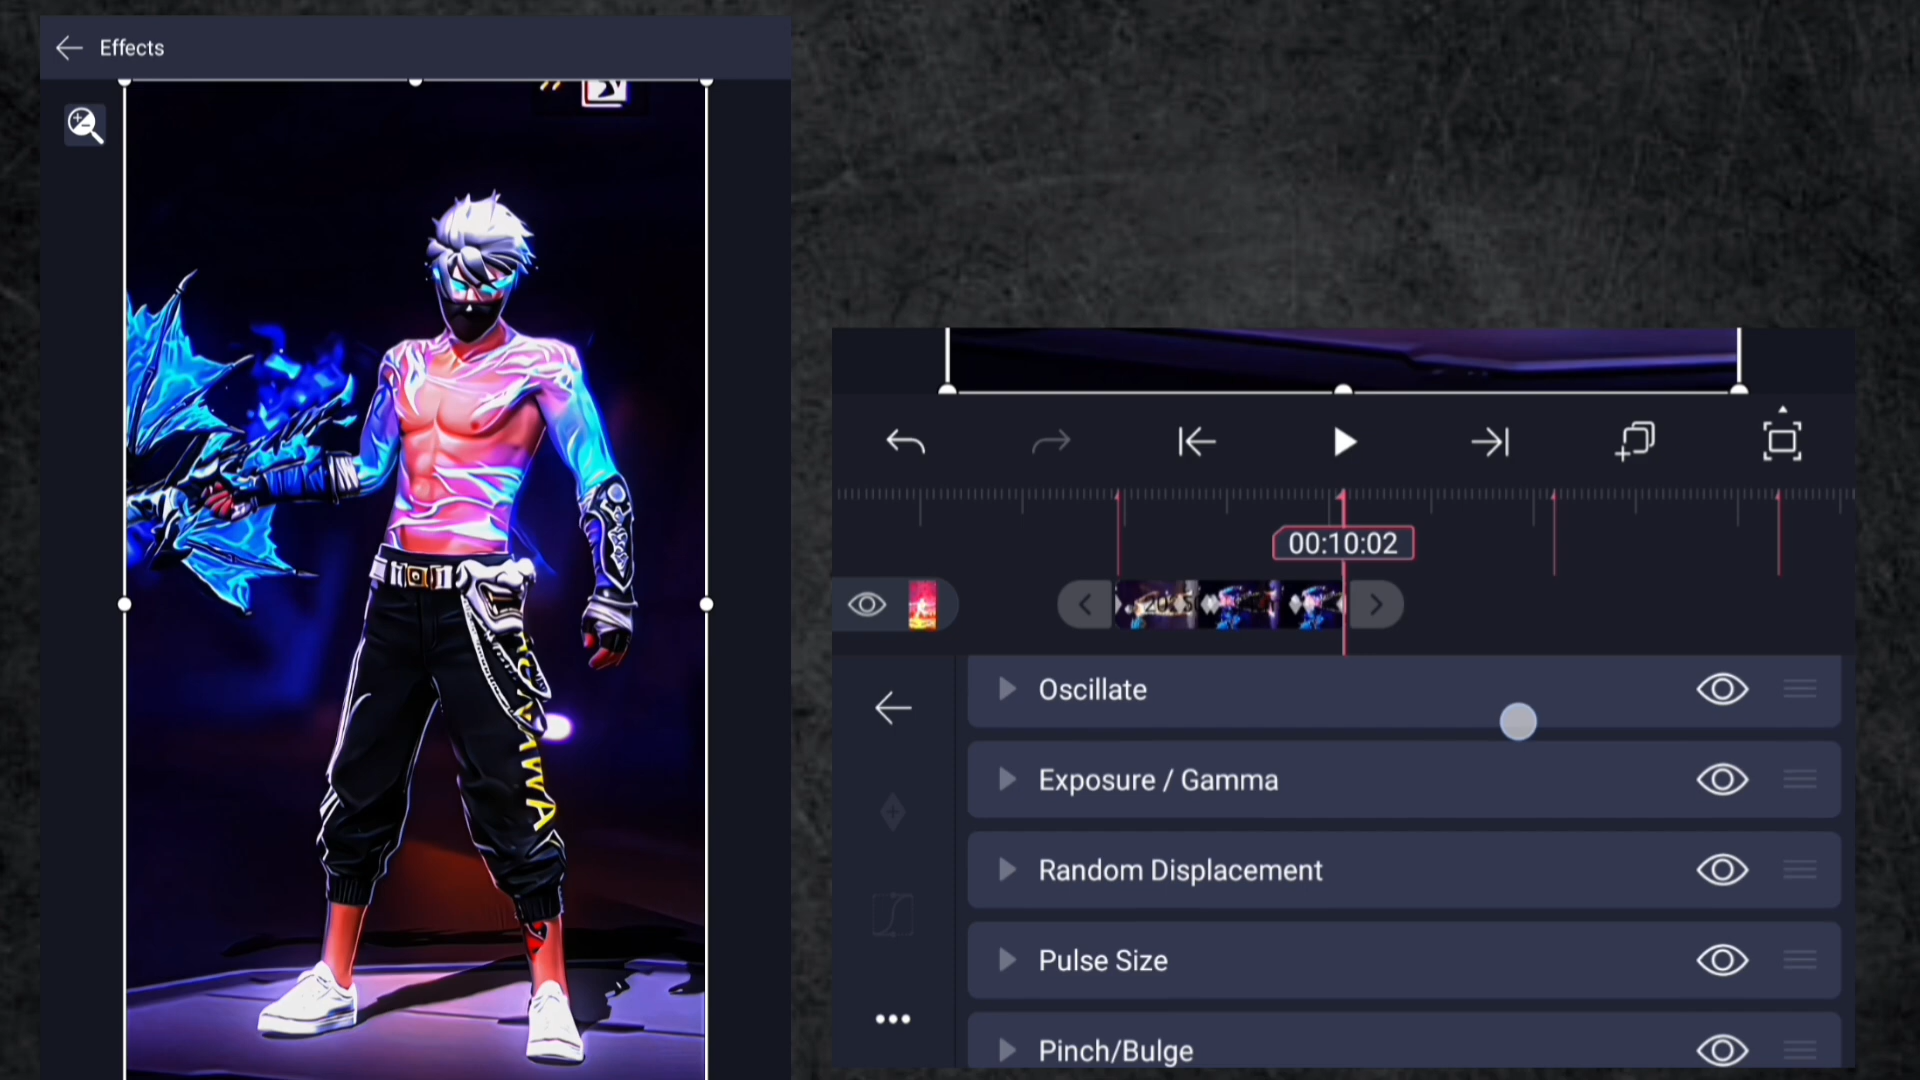 Effects
00:10:02
Oscillate
Exposure / Gamma
Random Displacement
Pulse Size
Pinch/Bulge